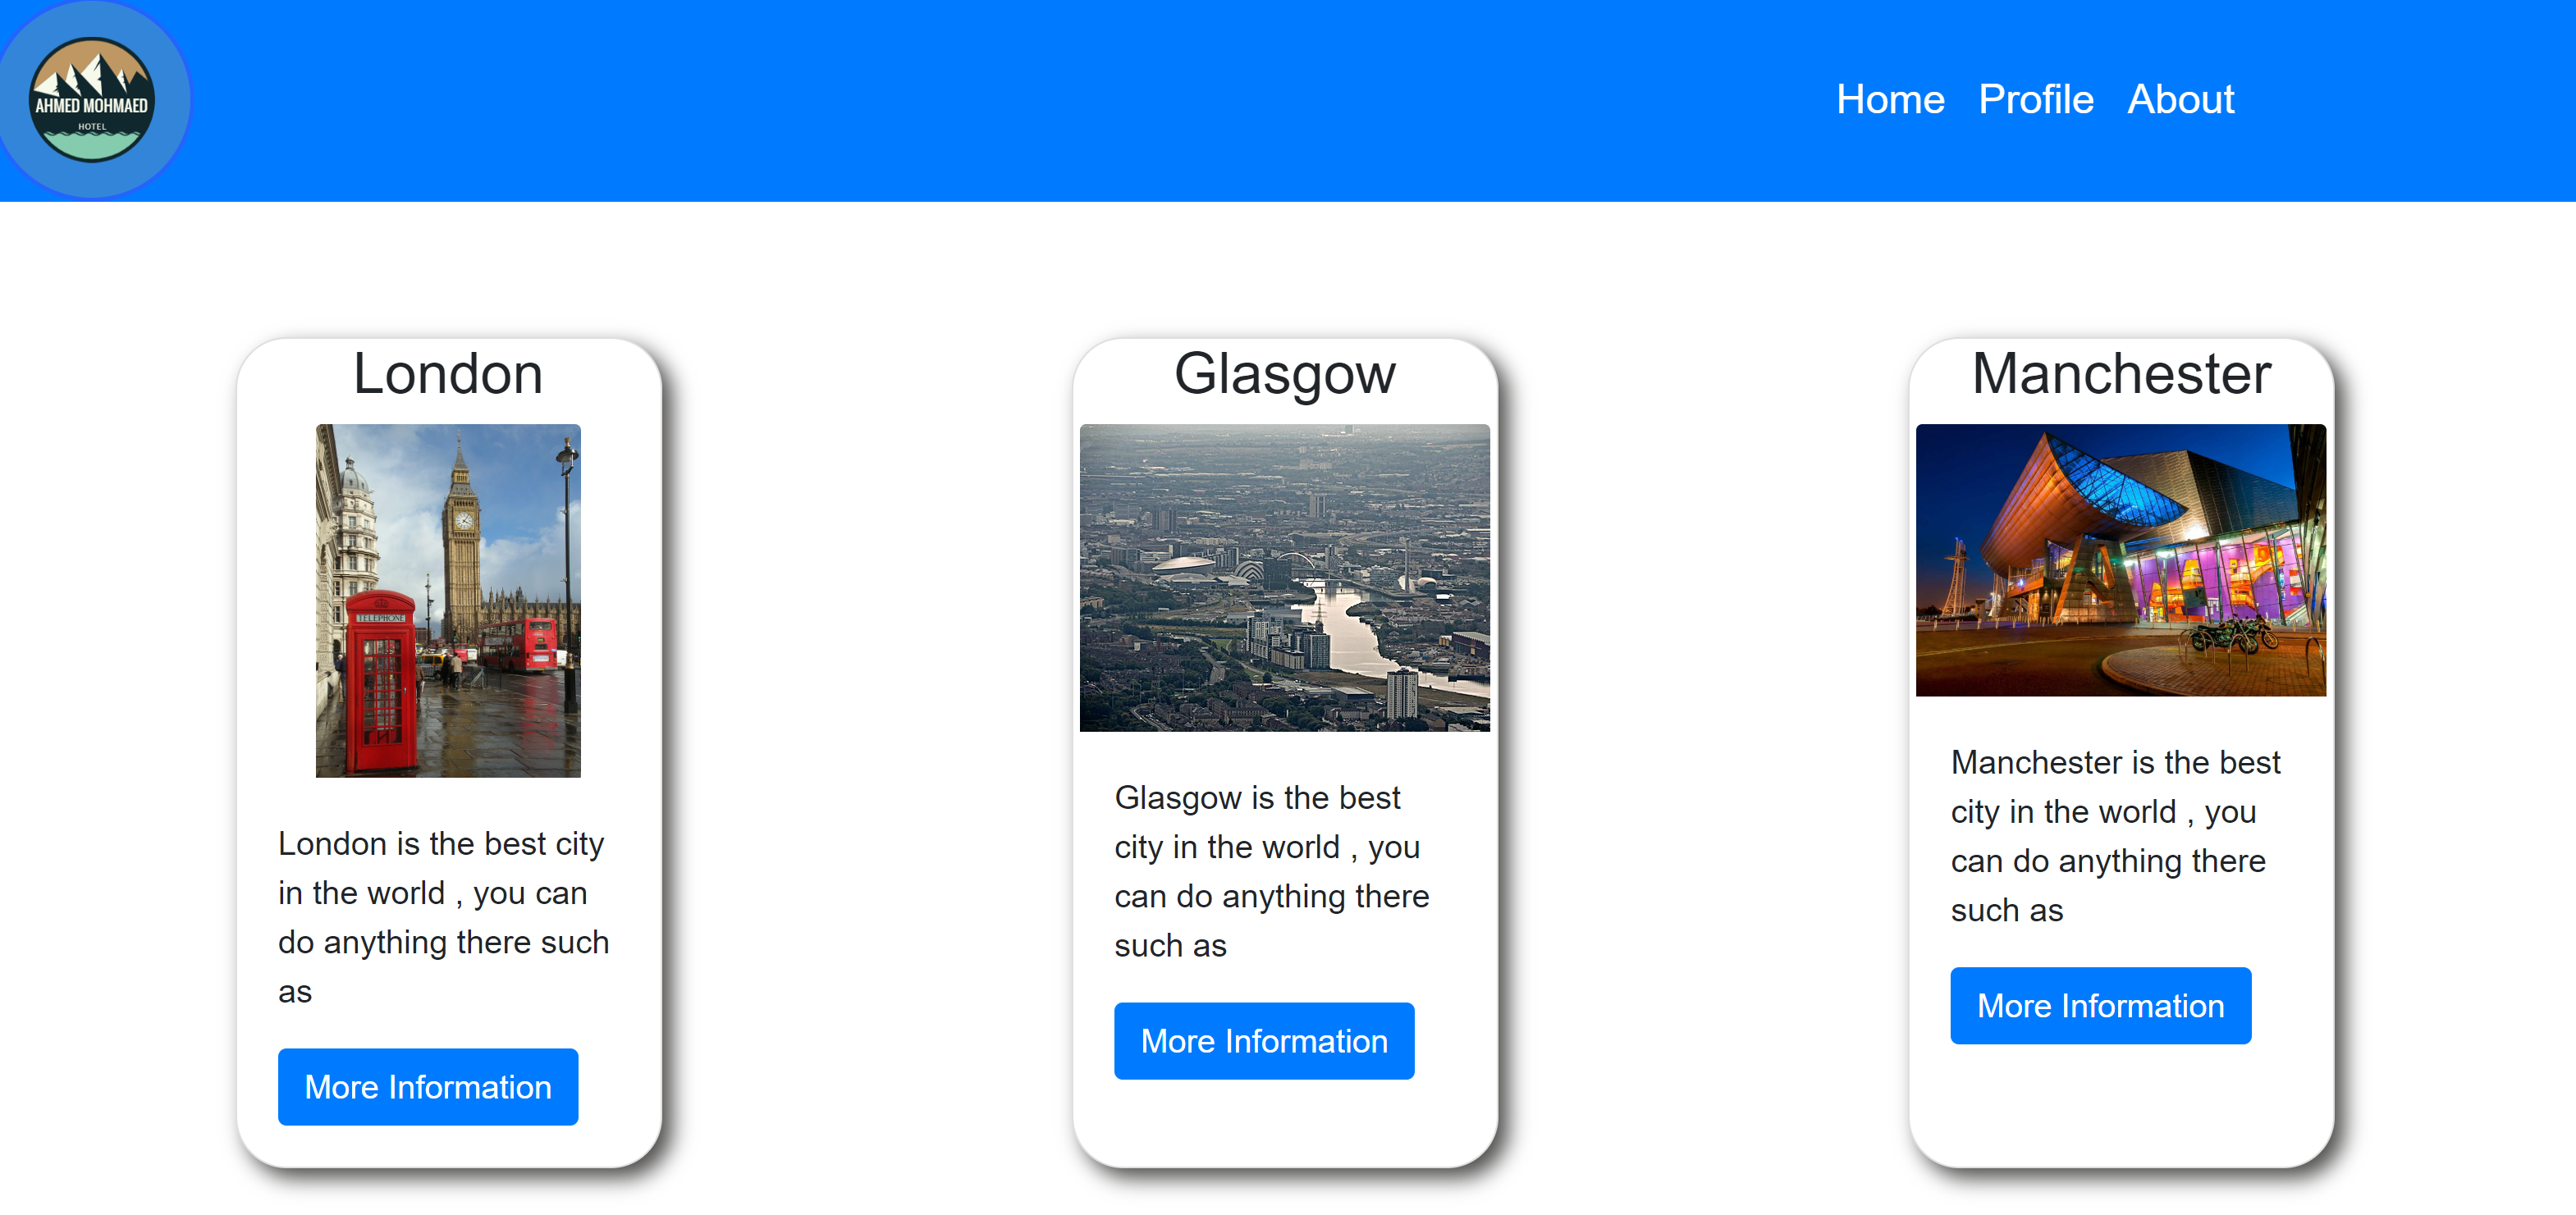 AHMED MOHMAED
HOTEL
Home Profile About
London
TELEPHONE
London is the best city
in the world , you can
do anything there such
as
More Information
Glasgow
Glasgow is the best
city in the world , you
can do anything there
such as
More Information
Manchester
Manchester is the best
city in the world , you
can do anything there
such as
More Information